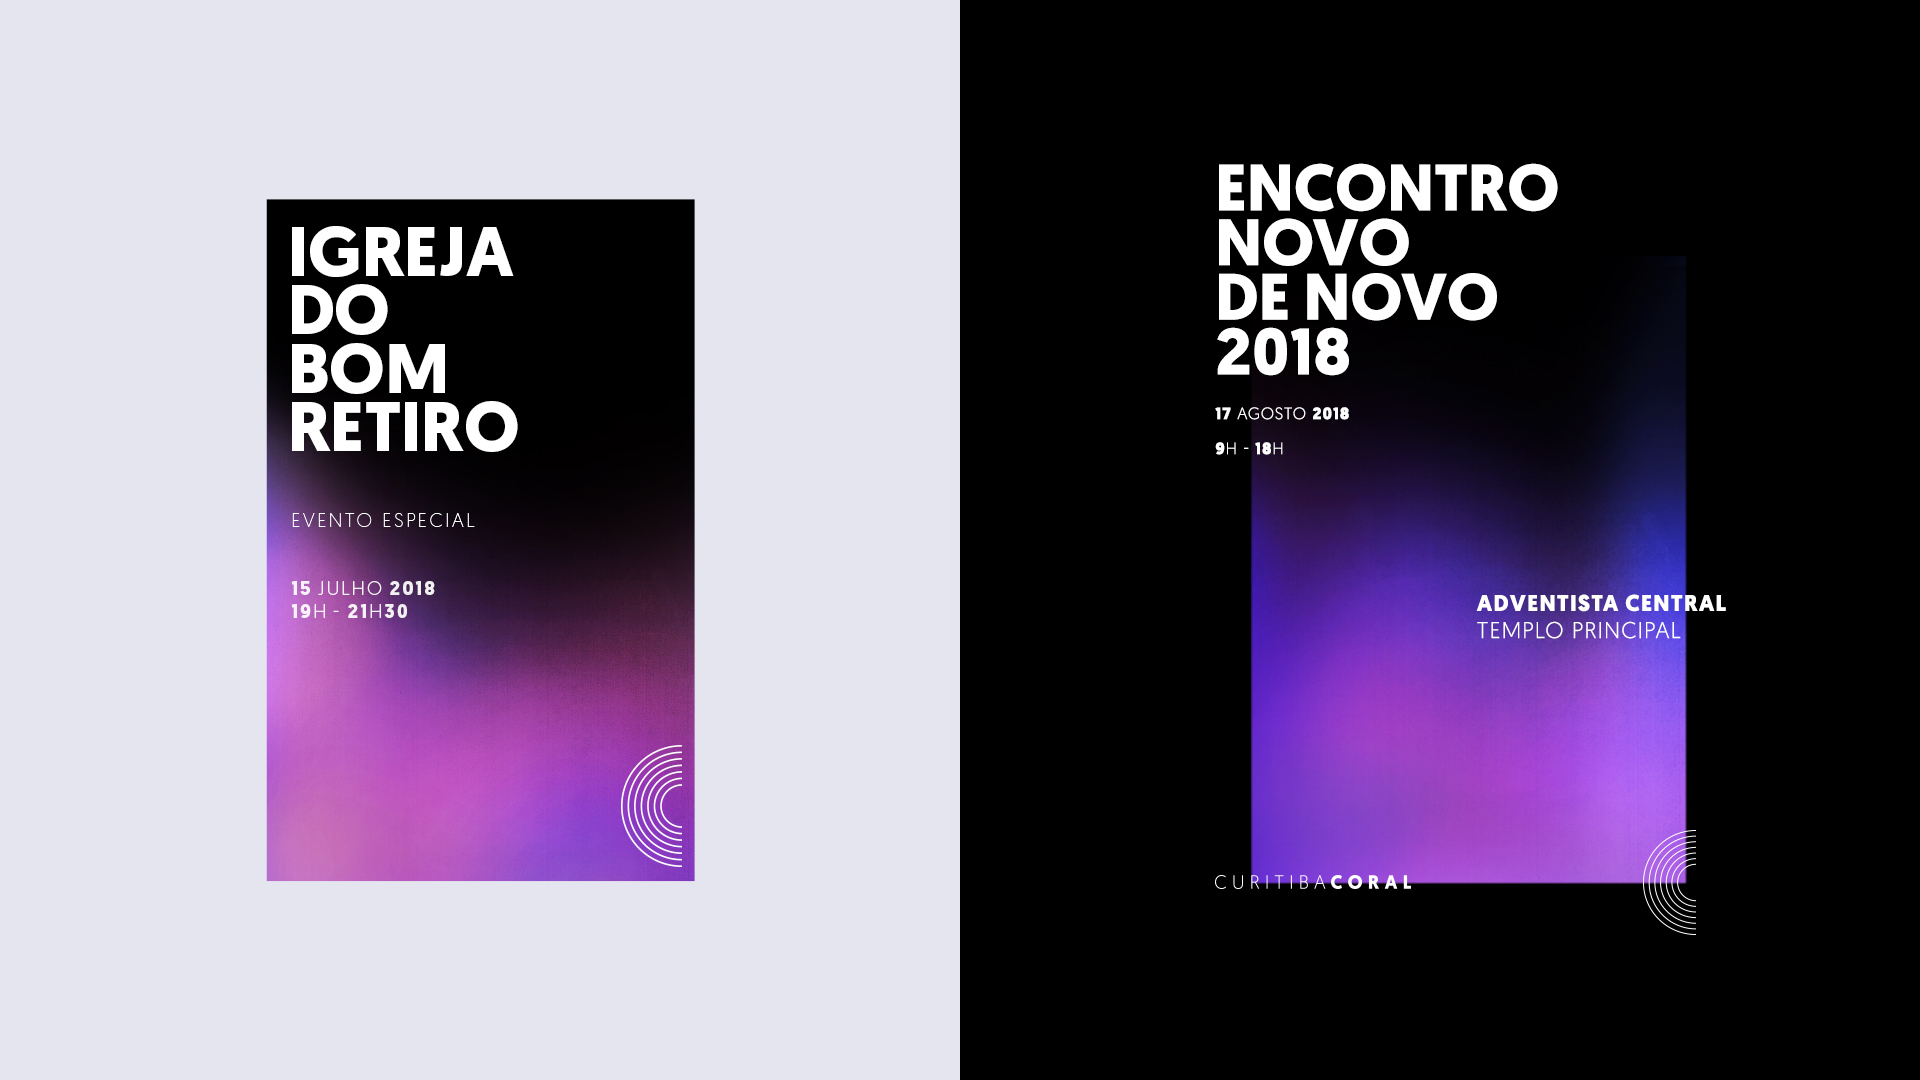 IGREJA
DO
BOM
RETIRO
EVENTO ESPECIAL
15 JULHO 2018
19H - 21H30
ENCONTRO
NOVO
DE NOVO
2018
17 AGOSTO 2018
9H - 18H
ADVENTISTA CENTRAL
TEMPLO PRINCIPAL
CURITIBACORAL